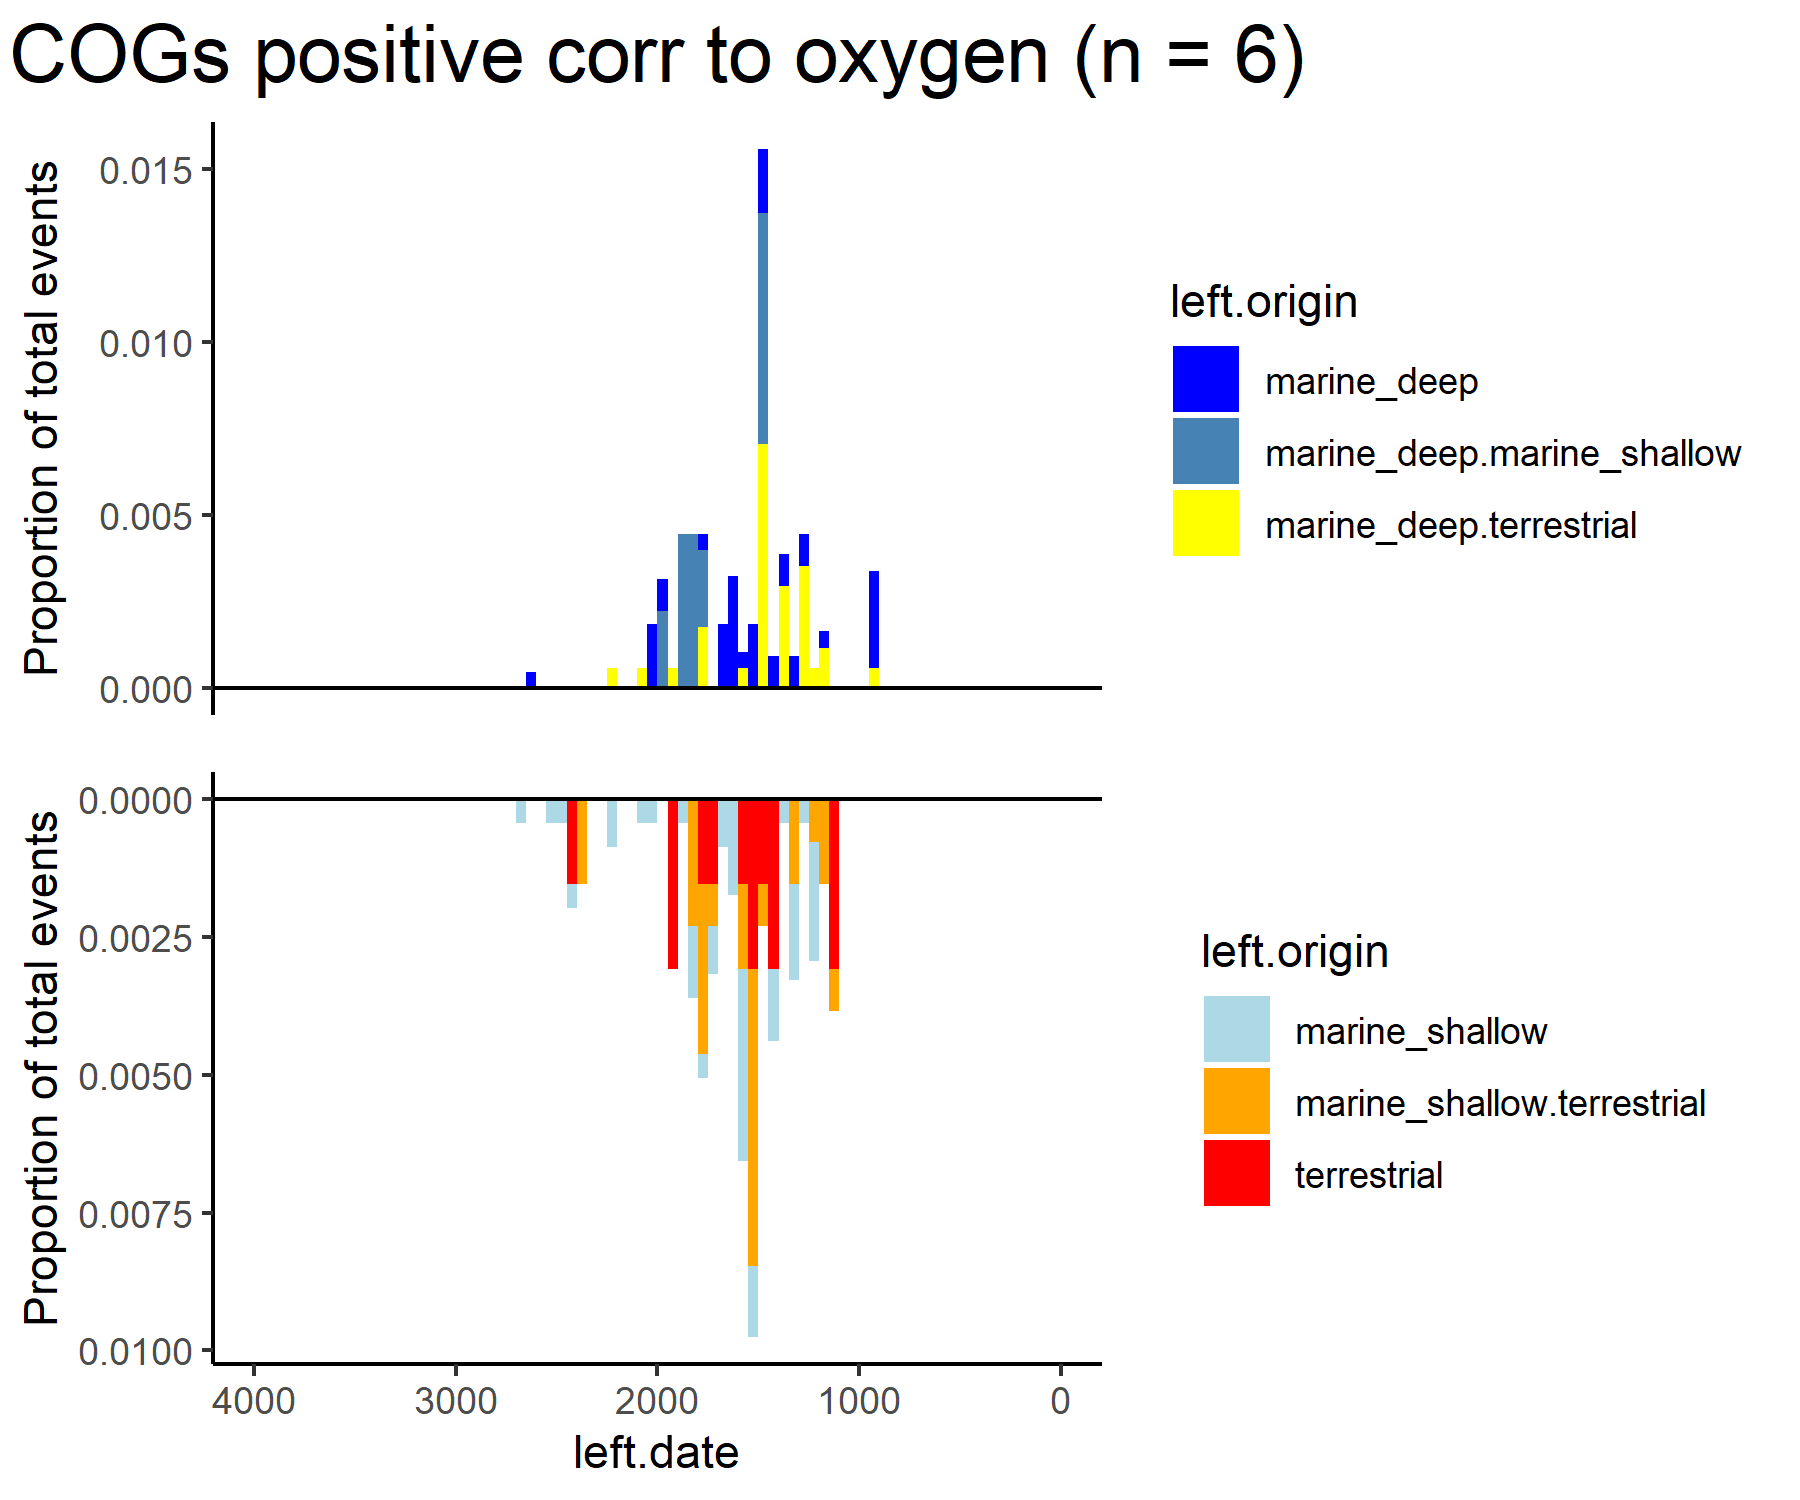 COGs positive corr to oxygen (n = 6)
Proportion of total events
0.015
0.010
0.005
0.000
left.origin
marine_deep
marine_deep.marine_shallow
marine_deep.terrestrial
Proportion of total events
0.0000
0.0025
0.0050
0.0075
0.0100
4000 3000 2000 1000 0
left.date
left.origin
marine_shallow
marine_shallow.terrestrial
terrestrial